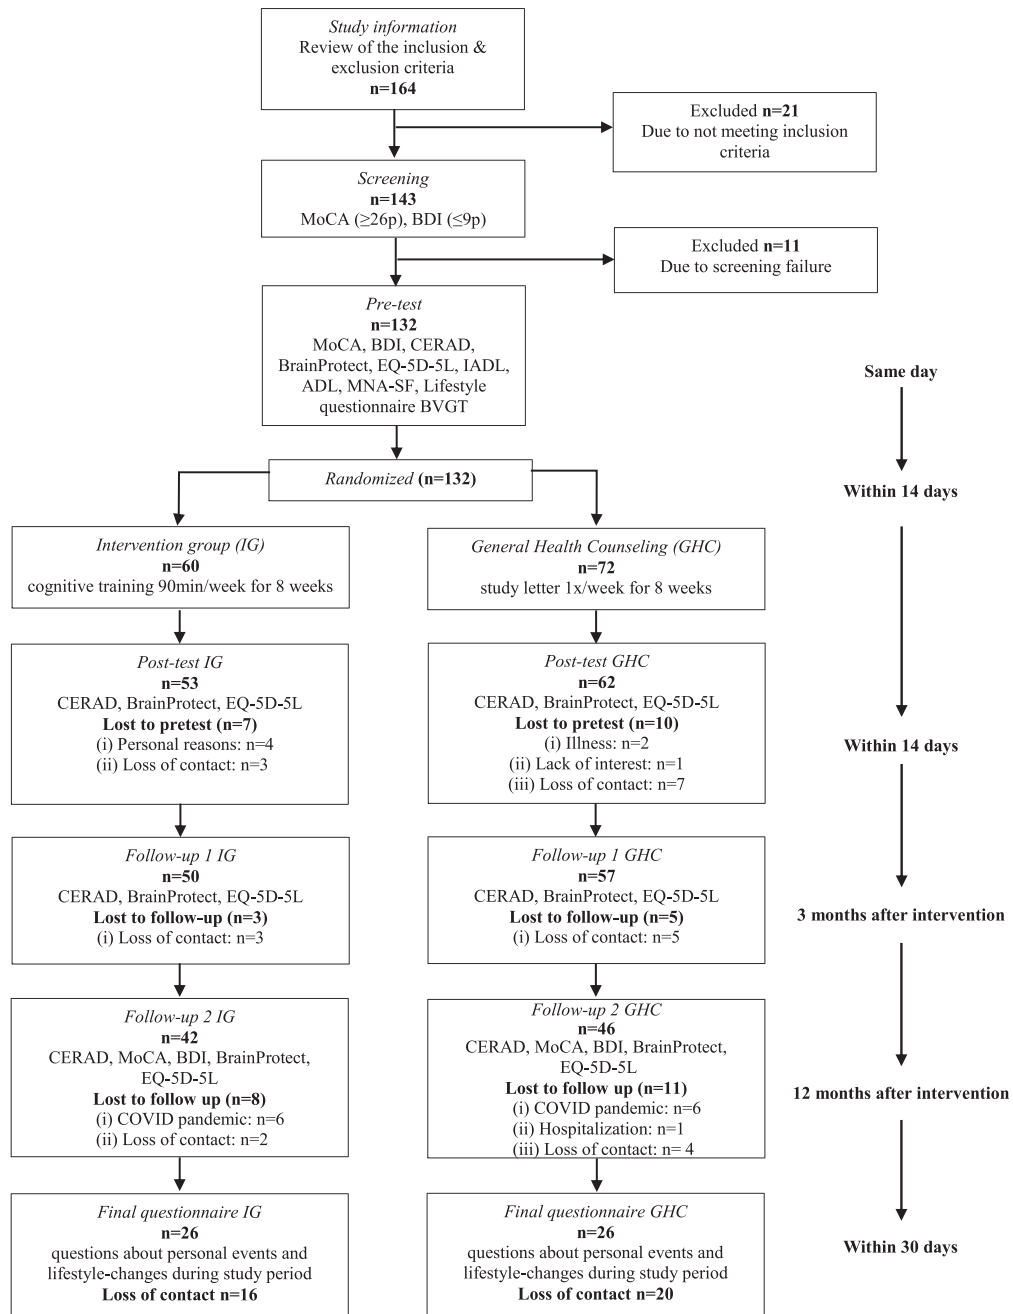 Study information
Review of the inclusion &
exclusion criteria
n=164
Excluded n=21
Due to not meeting inclusion
criteria
Screening
n=143
MoCA (≥26p), BDI (≤9p)
Excluded n=11
Due to screening failure
Pre-test
n=132
MoCA, BDI, CERAD,
BrainProtect, EQ-5D-5L, IADL,
ADL, MNA-SF, Lifestyle
questionnaire BVGT
Same day
Randomized (n=132)
Within 14 days
Intervention group (IG)
n=60
cognitive training 90min/week for 8 weeks
General Health Counseling (GHC)
n=72
study letter 1x/week for 8 weeks
Post-test IG
n=53
CERAD, BrainProtect, EQ-5D-5L
Lost to pretest (n=7)
(i) Personal reasons: n=4
(ii) Loss of contact: n=3
Post-test GHC
n=62
CERAD, BrainProtect, EQ-5D-5L
Lost to pretest (n=10)
(i) Illness: n=2
(ii) Lack of interest: n=1
(iii) Loss of contact: n=7
Within 14 days
Follow-up 1 IG
n=50
CERAD, BrainProtect, EQ-5D-5L
Lost to follow-up (n=3)
(i) Loss of contact: n=3
Follow-up 1 GHC
n=57
CERAD, BrainProtect, EQ-5D-5L
Lost to follow-up (n=5)
(i) Loss of contact: n=5
3 months after intervention
Follow-up 2 IG
n=42
CERAD, MoCA, BDI, BrainProtect,
EQ-5D-5L
Lost to follow up (n=8)
(i) COVID pandemic: n=6
(ii) Loss of contact: n=2
Follow-up 2 GHC
n=46
CERAD, MoCA, BDI, BrainProtect,
EQ-5D-5L
Lost to follow up (n=11)
(i) COVID pandemic: n=6
(ii) Hospitalization: n=1
(iii) Loss of contact: n= 4
12 months after intervention
Final questionnaire IG
n=26
questions about personal events and
lifestyle-changes during study period
Loss of contact n=16
Final questionnaire GHC
n=26
questions about personal events and
lifestyle-changes during study period
Loss of contact n=20
Within 30 days